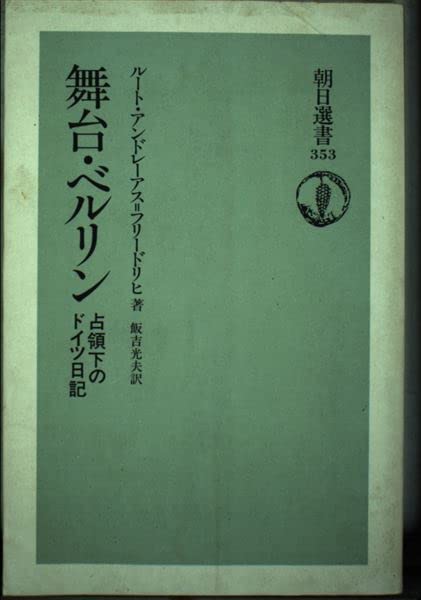 朝日選書
353
ルート・アンドレーアス=フリードリヒ 著 飯吉光夫訳
舞台・ベルリン
占領下の
ドイツ日記